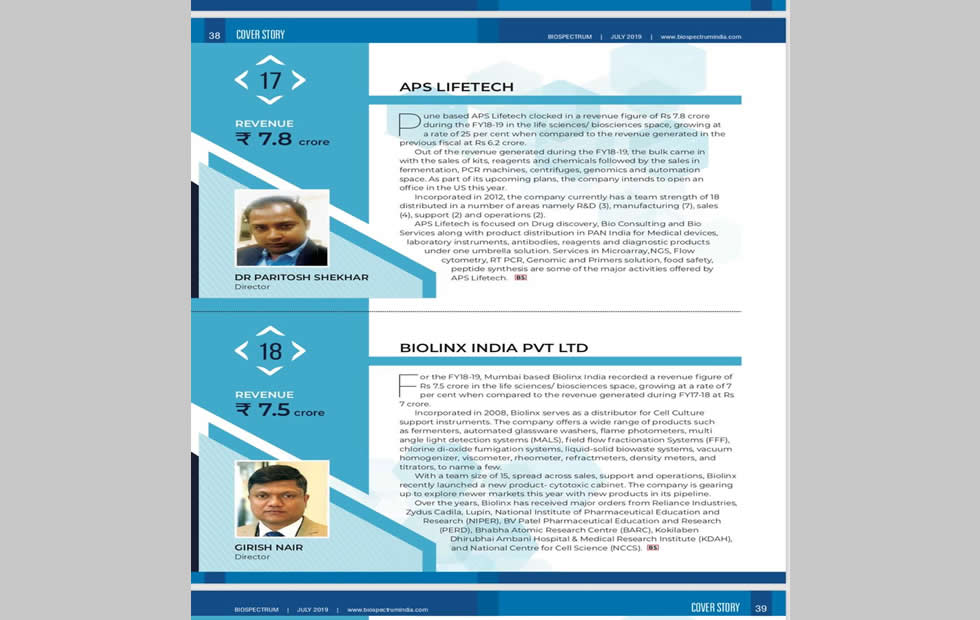 38 COVER STORY
BIOSPECTRUM | JULY 2019 | www.biospectrumindia.com
17
REVENUE
₹ 7.8 crore
DR PARITOSH SHEKHAR
Director
APS LIFETECH
Pune based APS Lifetech clocked in a revenue figure of Rs 7.8 crore
during the FY18-19 in the life sciences/ biosciences space, growing at
a rate of 25 per cent when compared to the revenue generated in the
previous fiscal at Rs 6.2 crore.
Out of the revenue generated during the FY18-19, the bulk came in
with the sales of kits, reagents and chemicals followed by the sales in
fermentation, PCR machines, centrifuges, genomics and automation
space. As part of its upcoming plans, the company intends to open an
office in the US this year.
Incorporated in 2012, the company currently has a team strength of 18
distributed in a number of areas namely R&D (3), manufacturing (7), sales
(4), support (2) and operations (2).
APS Lifetech is focused on Drug discovery, Bio Consulting and Bio
Services along with product distribution in PAN India for Medical devices,
laboratory instruments, antibodies, reagents and diagnostic products
under one umbrella solution. Services in Microarray,NGS, Flow
cytometry, RT PCR, Genomic and Primers solution, food safety,
peptide synthesis are some of the major activities offered by
APS Lifetech. BS
18
REVENUE
₹ 7.5 crore
GIRISH NAIR
Director
BIOLINX INDIA PVT LTD
For the FY18-19, Mumbai based Biolinx India recorded a revenue figure of
Rs 7.5 crore in the life sciences/ biosciences space, growing at a rate of 7
per cent when compared to the revenue generated during FY17-18 at Rs
7 crore.
Incorporated in 2008, Biolinx serves as a distributor for Cell Culture
support instruments. The company offers a wide range of products such
as fermenters, automated glassware washers, flame photometers, multi
angle light detection systems (MALS), field flow fractionation Systems (FFF),
chlorine di-oxide fumigation systems, liquid-solid biowaste systems, vacuum
homogenizer, viscometer, rheometer, refractmeters, density meters, and
titrators, to name a few.
With a team size of 15, spread across sales, support and operations, Biolinx
recently launched a new product- cytotoxic cabinet. The company is gearing
up to explore newer markets this year with new products in its pipeline.
Over the years, Biolinx has received major orders from Reliance Industries,
Zydus Cadila, Lupin, National Institute of Pharmaceutical Education and
Research (NIPER), BV Patel Pharmaceutical Education and Research
(PERD), Bhabha Atomic Research Centre (BARC), Kokilaben
Dhirubhai Ambani Hospital & Medical Research Institute (KDAH),
and National Centre for Cell Science (NCCS). BS
BIOSPECTRUM | JULY 2019 | www.biospectrumindia.com
COVER STORY 39